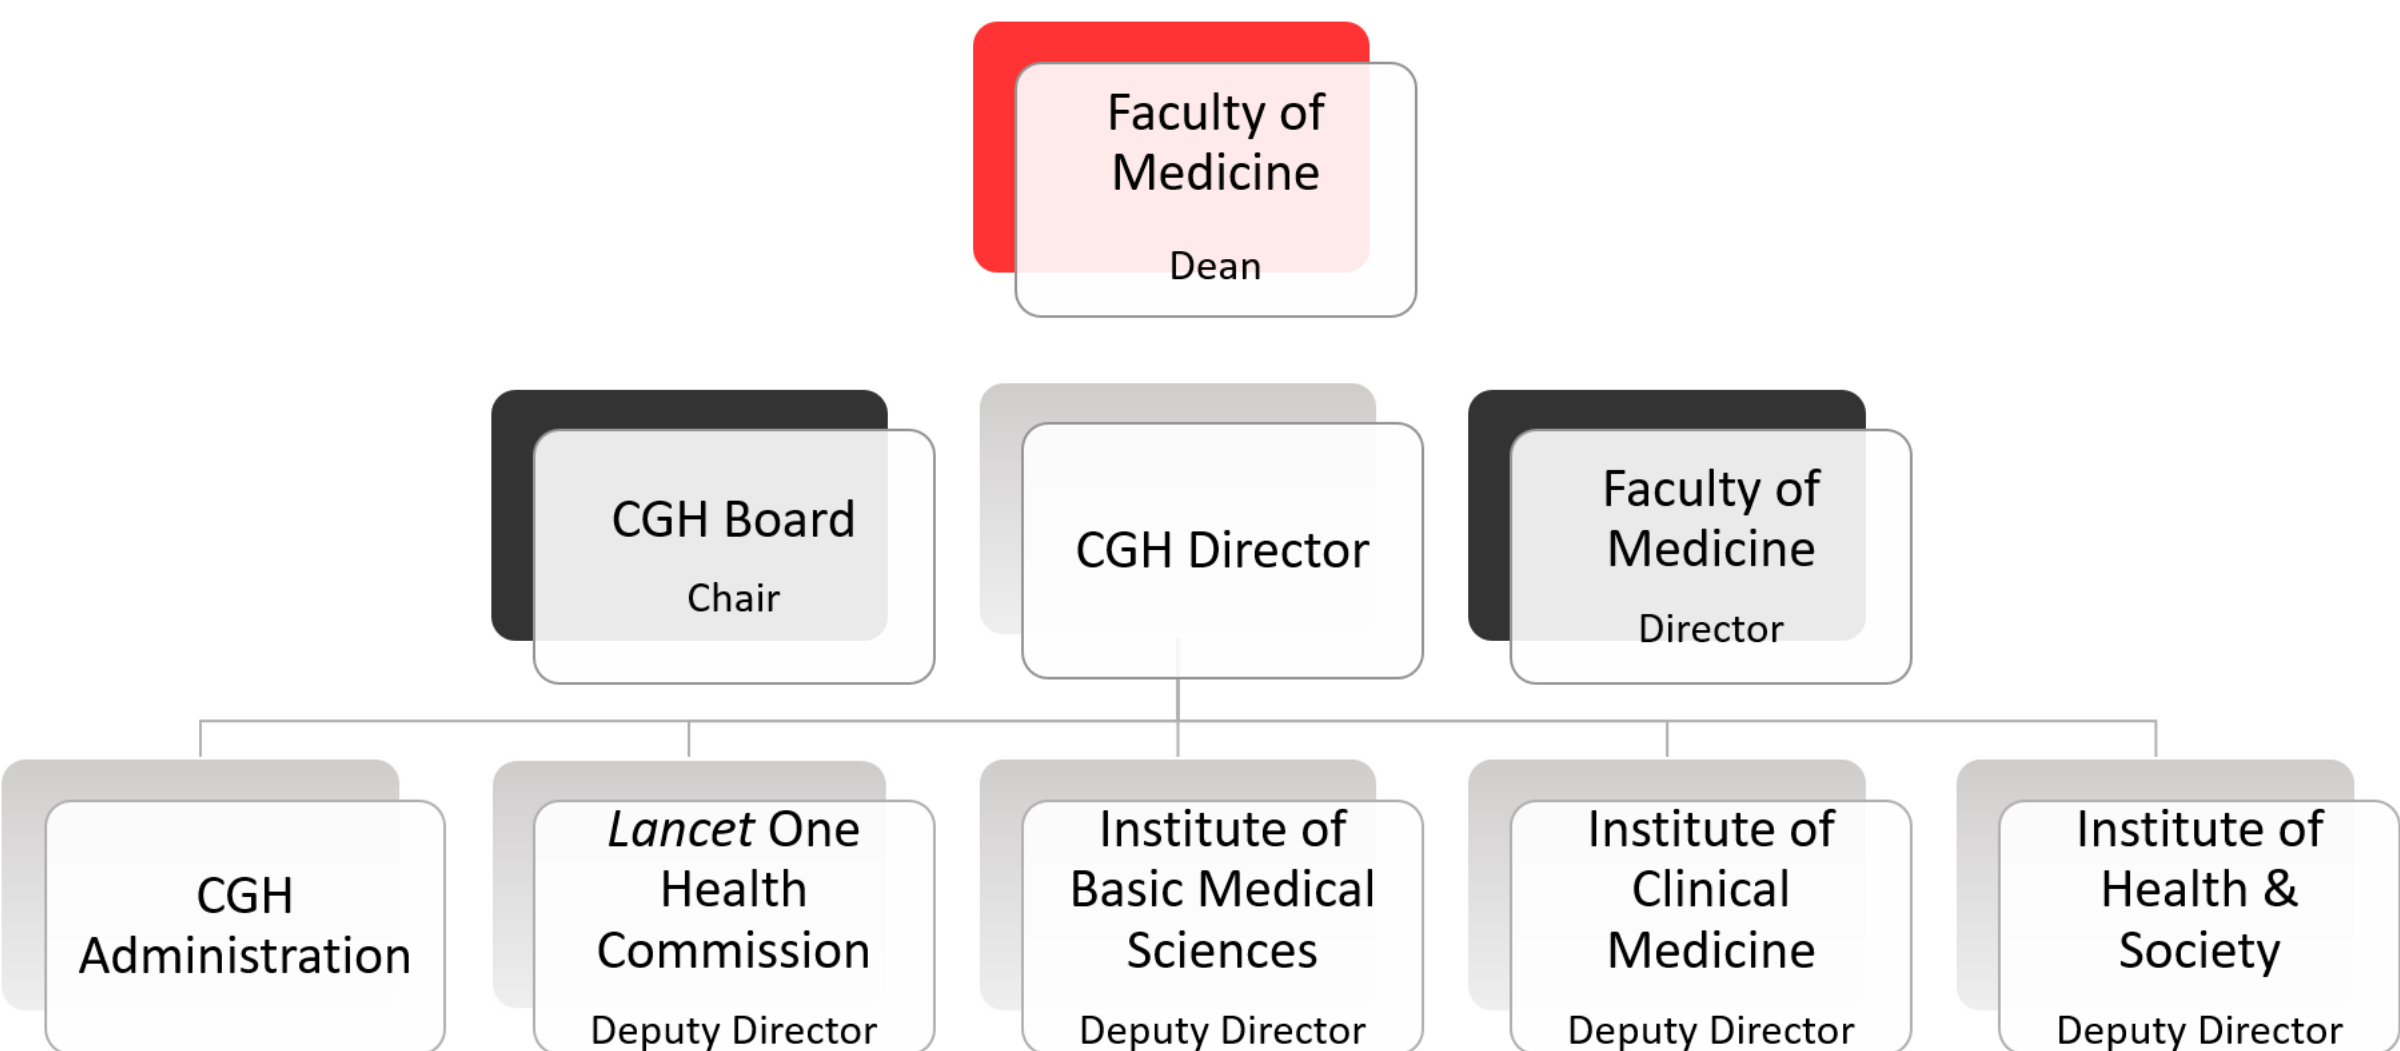 Faculty of
Medicine
Dean
CGH Board
Chair
CGH Director
Faculty of
Medicine
Director
CGH
Administration
Lancet One
Health
Commission
Deputy Director
Institute of
Basic Medical
Sciences
Deputy Director
Institute of
Clinical
Medicine
Deputy Director
Institute of
Health &
Society
Deputy Director